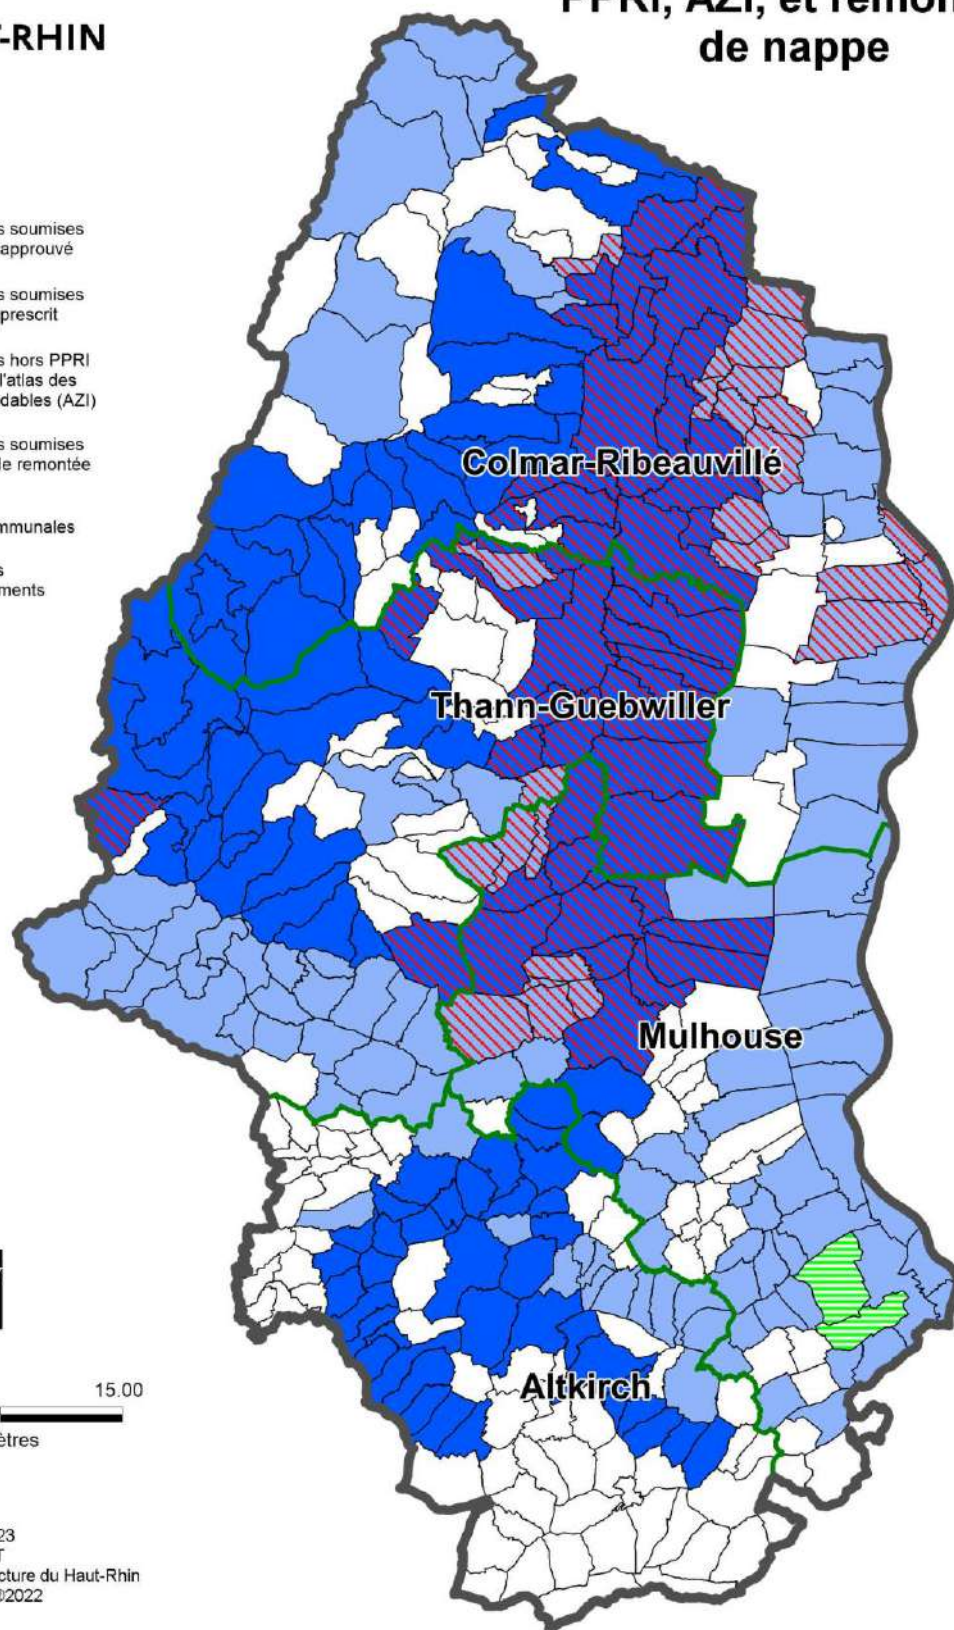 PPRI, AZI, et remon
de nappe
T-RHIN
s soumises
approuvé
s soumises
prescrit
s hors PPRI
l'atlas des
dables (AZI)
s soumises
de remontée
mmunales
s
ments
Colmar-Ribeauvillé
Thann-Guebwiller
Mulhouse
Altkirch
15.00
ètres
23
T
cture du Haut-Rhin
©2022